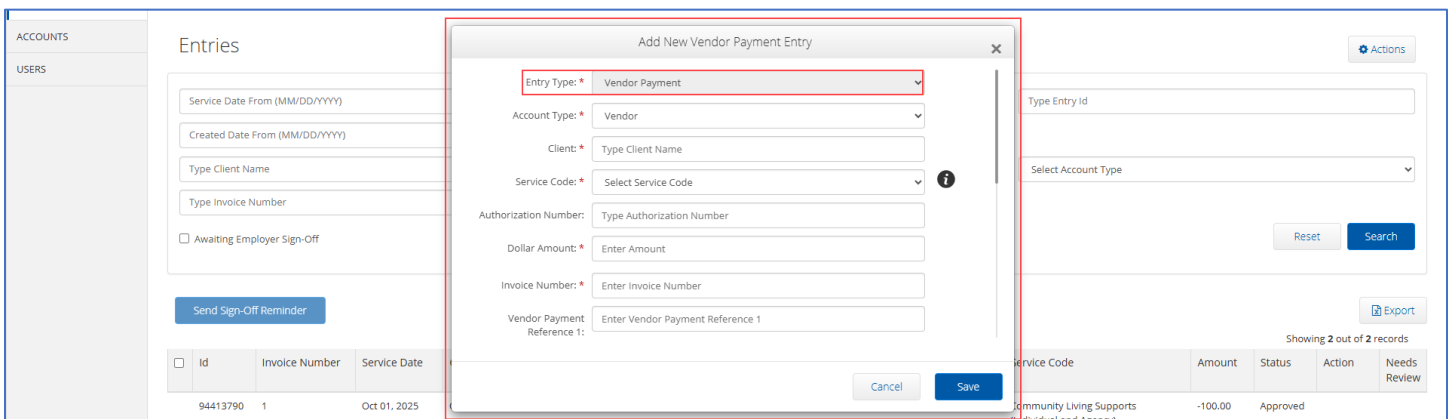 ACCOUNTS
USERS
Entries
Actions
Service Date From (MM/DD/YYYY)
Type Entry Id
Created Date From (MM/DD/YYYY)
Type Client Name
Select Account Type
Type Invoice Number
Awaiting Employer Sign-Off
Reset
Search
Send Sign-Off Reminder
Export
Showing 2 out of 2 records
Add New Vendor Payment Entry
×
Entry Type: * Vendor Payment
Account Type: * Vendor
Client: * Type Client Name
Service Code: * Select Service Code
Authorization Number: Type Authorization Number
Dollar Amount: * Enter Amount
Invoice Number: * Enter Invoice Number
Vendor Payment Reference 1: Enter Vendor Payment Reference 1
Cancel
Save
Id Invoice Number Service Date Service Code Amount Status Action Needs Review
94413790 1 Oct 01, 2025 Community Living Supports -100.00 Approved